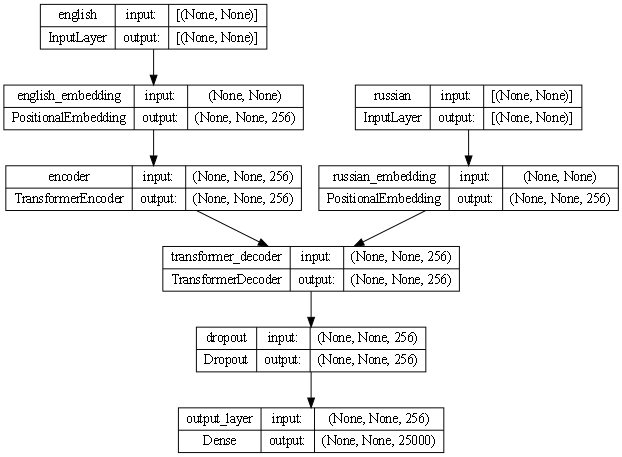 english input: [(None, None)]
InputLayer output: [(None, None)]
english_embedding input: (None, None)
PositionalEmbedding output: (None, None, 256)
russian input: [(None, None)]
InputLayer output: [(None, None)]
encoder input: (None, None, 256)
TransformerEncoder output: (None, None, 256)
russian_embedding input: (None, None)
PositionalEmbedding output: (None, None, 256)
transformer_decoder input: (None, None, 256)
TransformerDecoder output: (None, None, 256)
dropout input: (None, None, 256)
Dropout output: (None, None, 256)
output_layer input: (None, None, 256)
Dense output: (None, None, 25000)